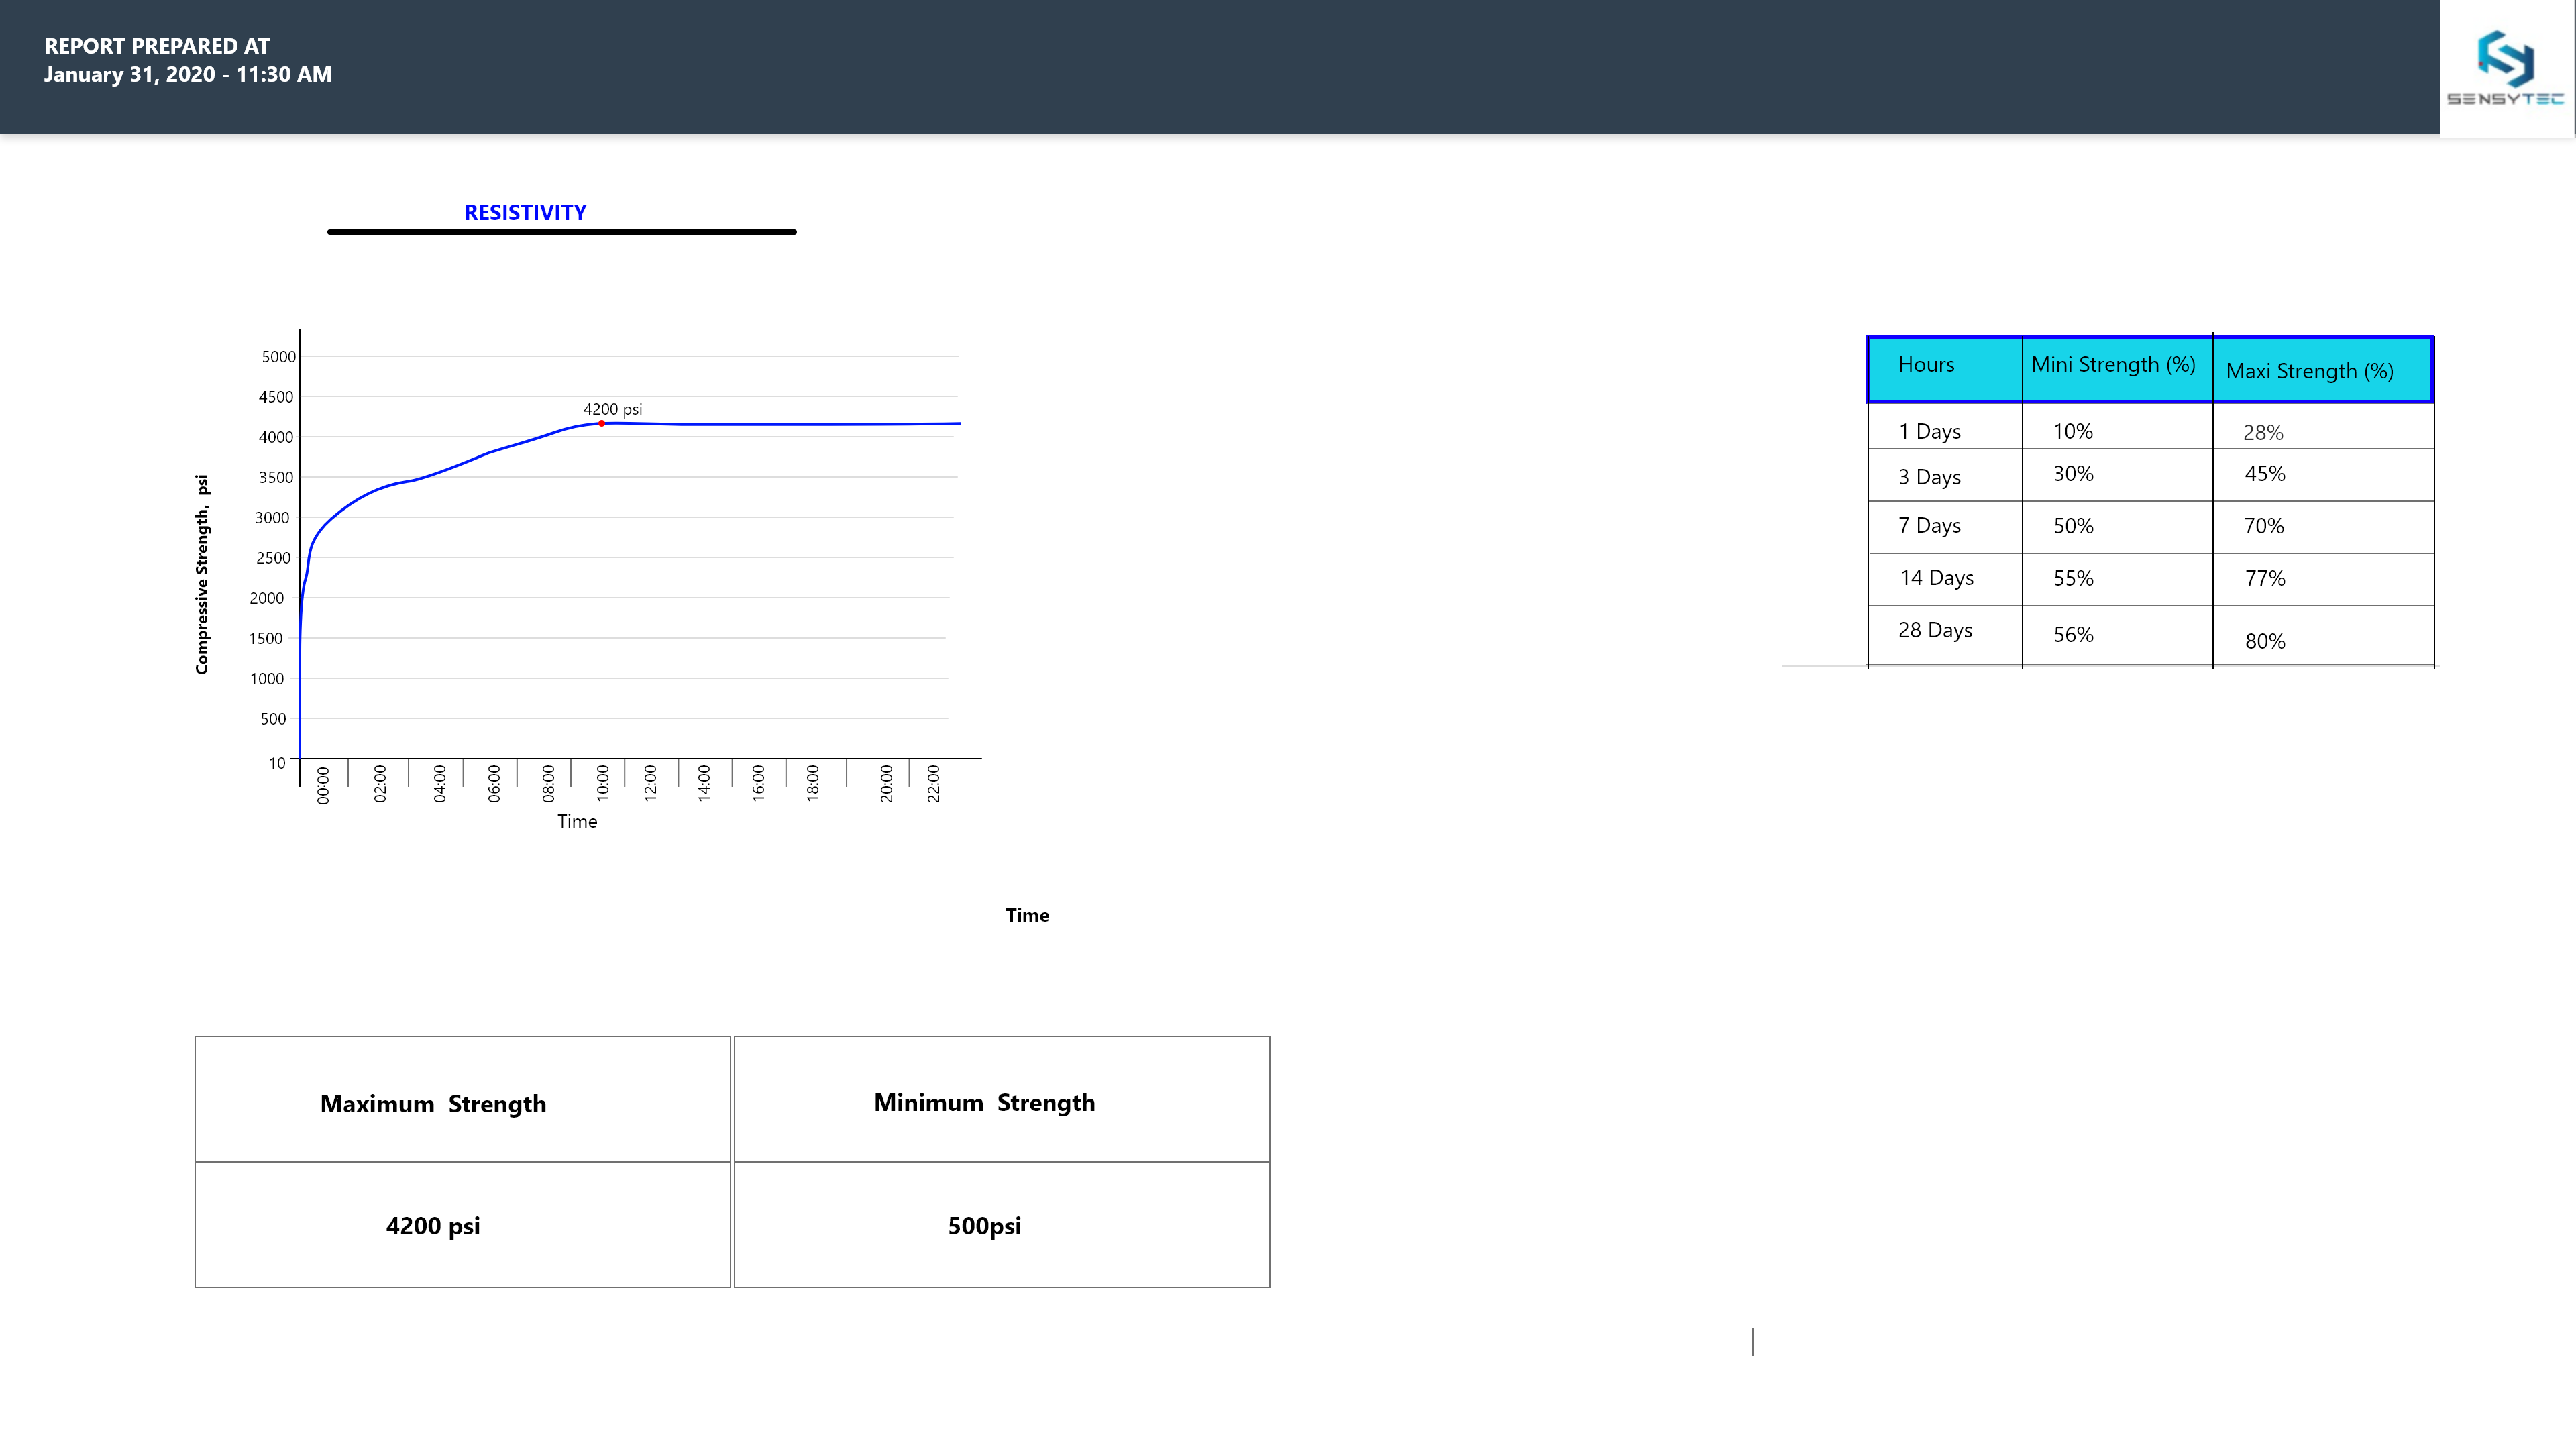 REPORT PREPARED AT
January 31, 2020 - 11:30 AM
SENSYTEC
RESISTIVITY
5000
4500
4200 psi
4000
3500
3000
2500
2000
1500
1000
500
10
Compressive Strength, psi
00:00 02:00 04:00 06:00 08:00 10:00 12:00 14:00 16:00 18:00 20:00 22:00
Time
Hours Mini Strength (%) Maxi Strength (%)
1 Days 10% 28%
3 Days 30% 45%
7 Days 50% 70%
14 Days 55% 77%
28 Days 56% 80%
Time
Maximum Strength Minimum Strength
4200 psi 500psi